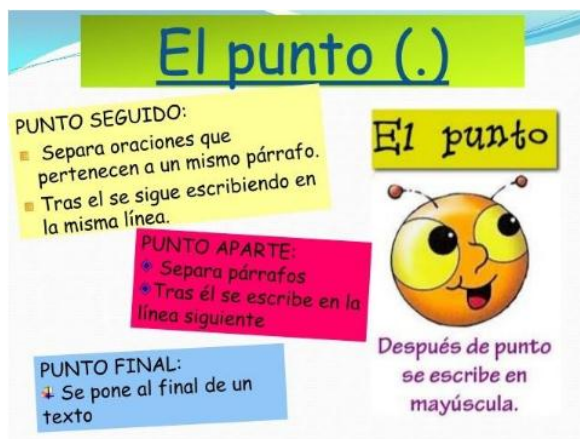 El punto (.)
PUNTO SEGUIDO:
Separa oraciones que
pertenecen a un mismo párrafo.
Tras el se sigue escribiendo en
la misma línea.
El punto
PUNTO APARTE:
Separa párrafos
Tras él se escribe en la
línea siguiente
Después de punto
se escribe en
mayúscula.
PUNTO FINAL:
Se pone al final de un
texto